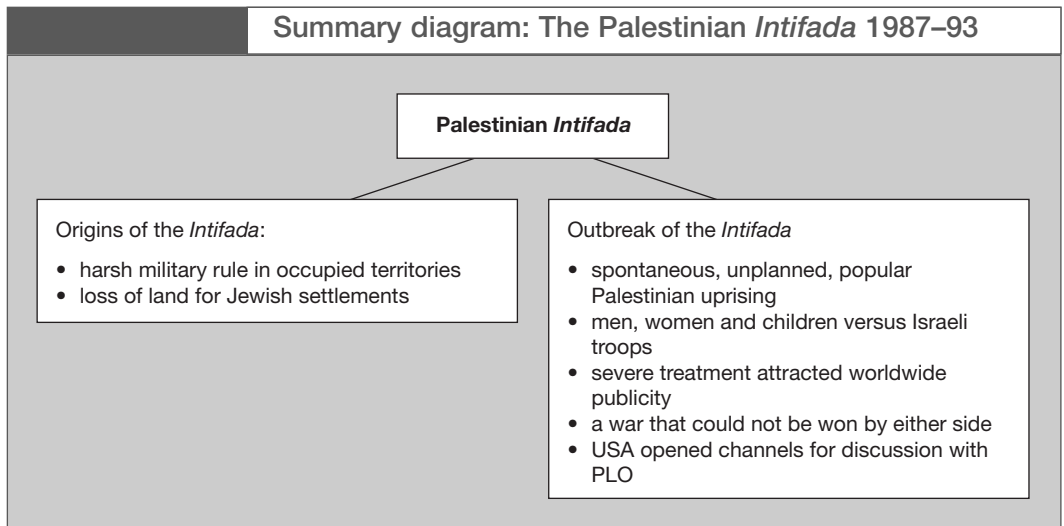 Summary diagram: The Palestinian Intifada 1987–93
Palestinian Intifada
Origins of the Intifada:
• harsh military rule in occupied territories
• loss of land for Jewish settlements
Outbreak of the Intifada
• spontaneous, unplanned, popular
Palestinian uprising
• men, women and children versus Israeli
troops
• severe treatment attracted worldwide
publicity
• a war that could not be won by either side
• USA opened channels for discussion with
PLO